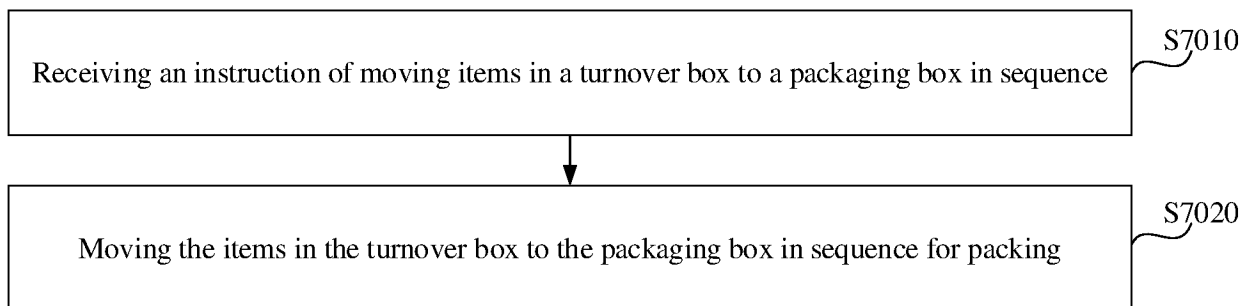 S7010
Receiving an instruction of moving items in a turnover box to a packaging box in sequence
S7020
Moving the items in the turnover box to the packaging box in sequence for packing